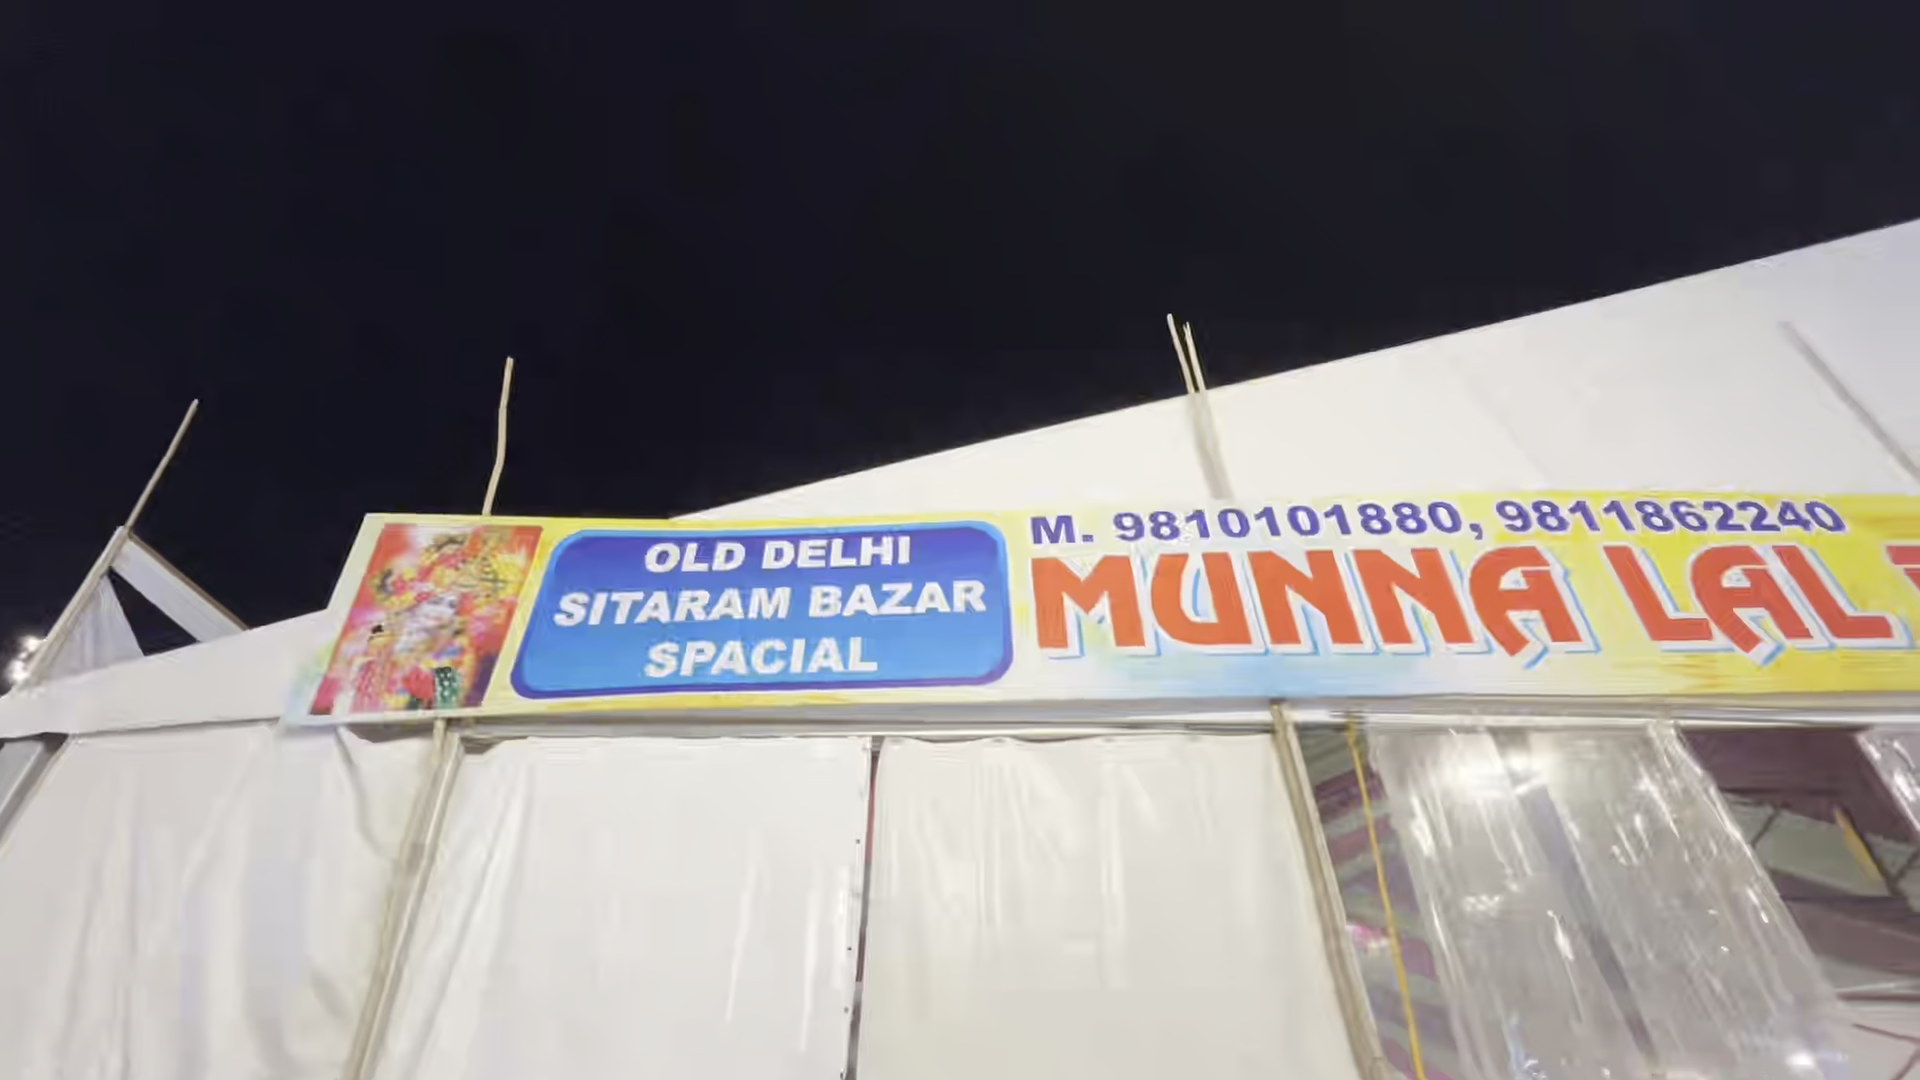 OLD DELHI
SITARAM BAZAR
SPACIAL
M. 9810101880, 9811862240
MUNNA LAL